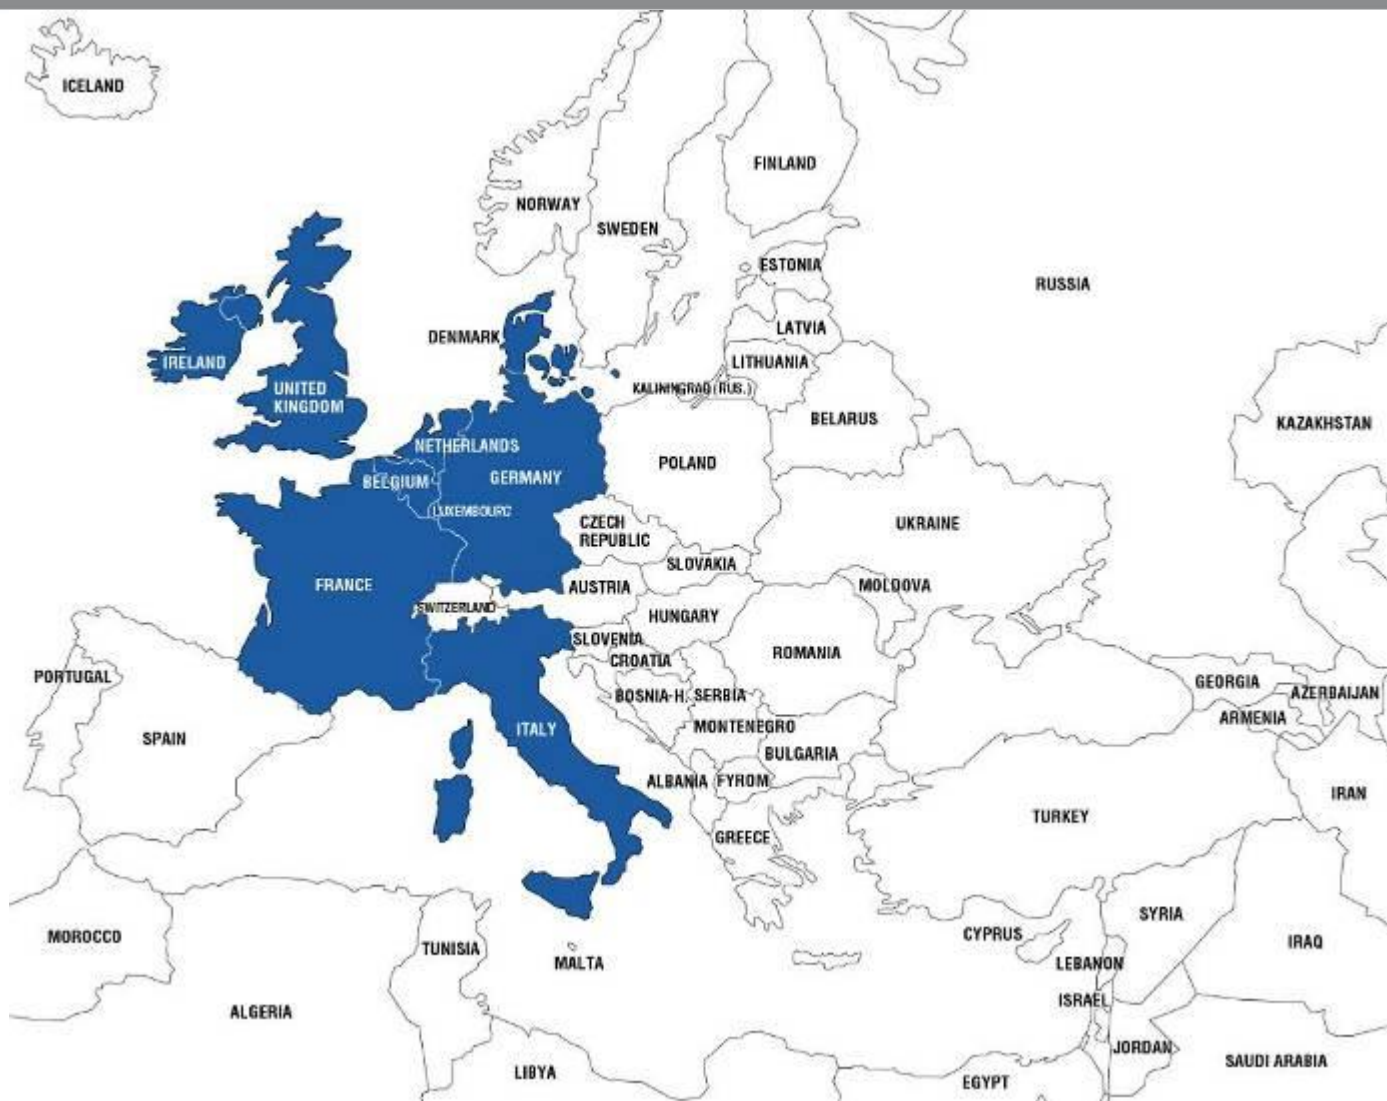 ICELAND
FINLAND
NORWAY
SWEDEN
ESTONIA
RUSSIA
LATVIA
DENMARK
IRELAND
LITHUANIA
UNITED
KINGDOM
KALININGRAD (RUS.)
BELARUS
KAZAKHSTAN
NETHERLANDS
POLAND
BELGIUM
GERMANY
LUXEMBOURG
CZECH
REPUBLIC
UKRAINE
SLOVAKIA
FRANCE
AUSTRIA
MOLDOVA
SWITZERLAND
HUNGARY
SLOVENIA
ROMANIA
CROATIA
PORTUGAL
BOSNIA-H.
SERBIA
GEORGIA
AZERBAIJAN
ARMENIA
SPAIN
ITALY
MONTENEGRO
BULGARIA
ALBANIA
FYROM
IRAN
TURKEY
GREECE
SYRIA
MOROCCO
TUNISIA
CYPRUS
IRAQ
MALTA
LEBANON
ISRAEL
ALGERIA
JORDAN
SAUDI ARABIA
LIBYA
EGYPT